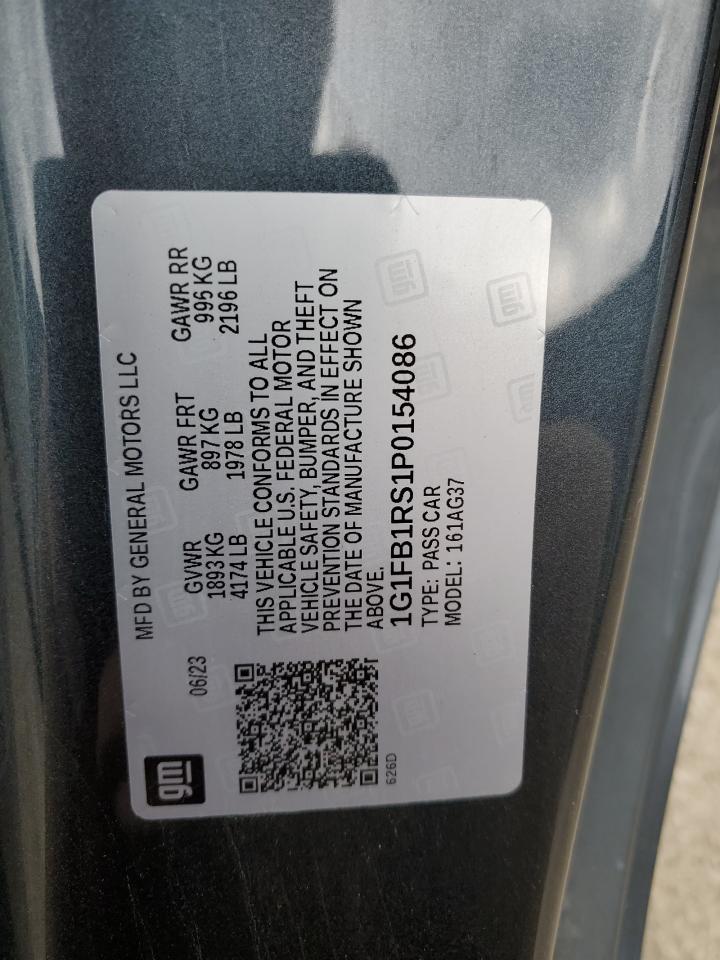 gm
MFD BY GENERAL MOTORS LLC
06/23
GVWR GAWR FRT GAWR RR
1893 KG 897 KG 996 KG
4174 LB 1978 LB 2196 LB
THIS VEHICLE CONFORMS TO ALL
APPLICABLE U.S. FEDERAL MOTOR
VEHICLE SAFETY, BUMPER, AND THEFT
PREVENTION STANDARDS IN EFFECT ON
THE DATE OF MANUFACTURE SHOWN
ABOVE.
1G1FB1RS1P0154086
TYPE: PASS CAR
MODEL: 161AG37
626D